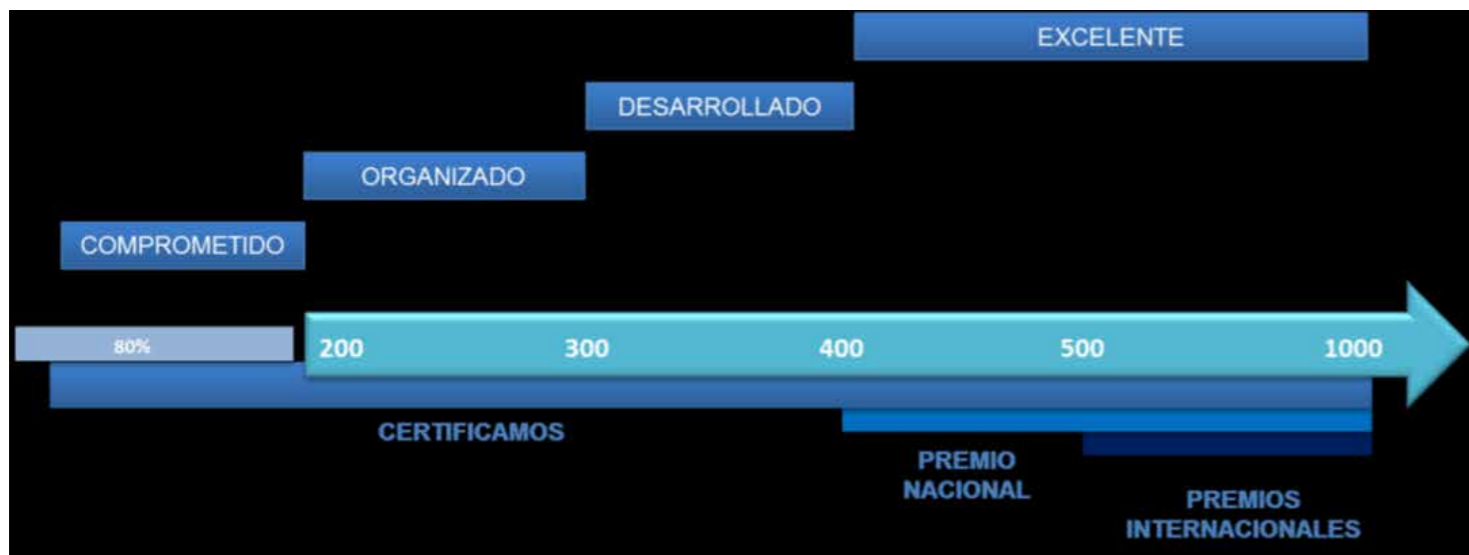 EXCELENTE
DESARROLLADO
ORGANIZADO
COMPROMETIDO
80% 200 300 400 500 1000
CERTIFICAMOS
PREMIO
NACIONAL
PREMIOS
INTERNACIONALES